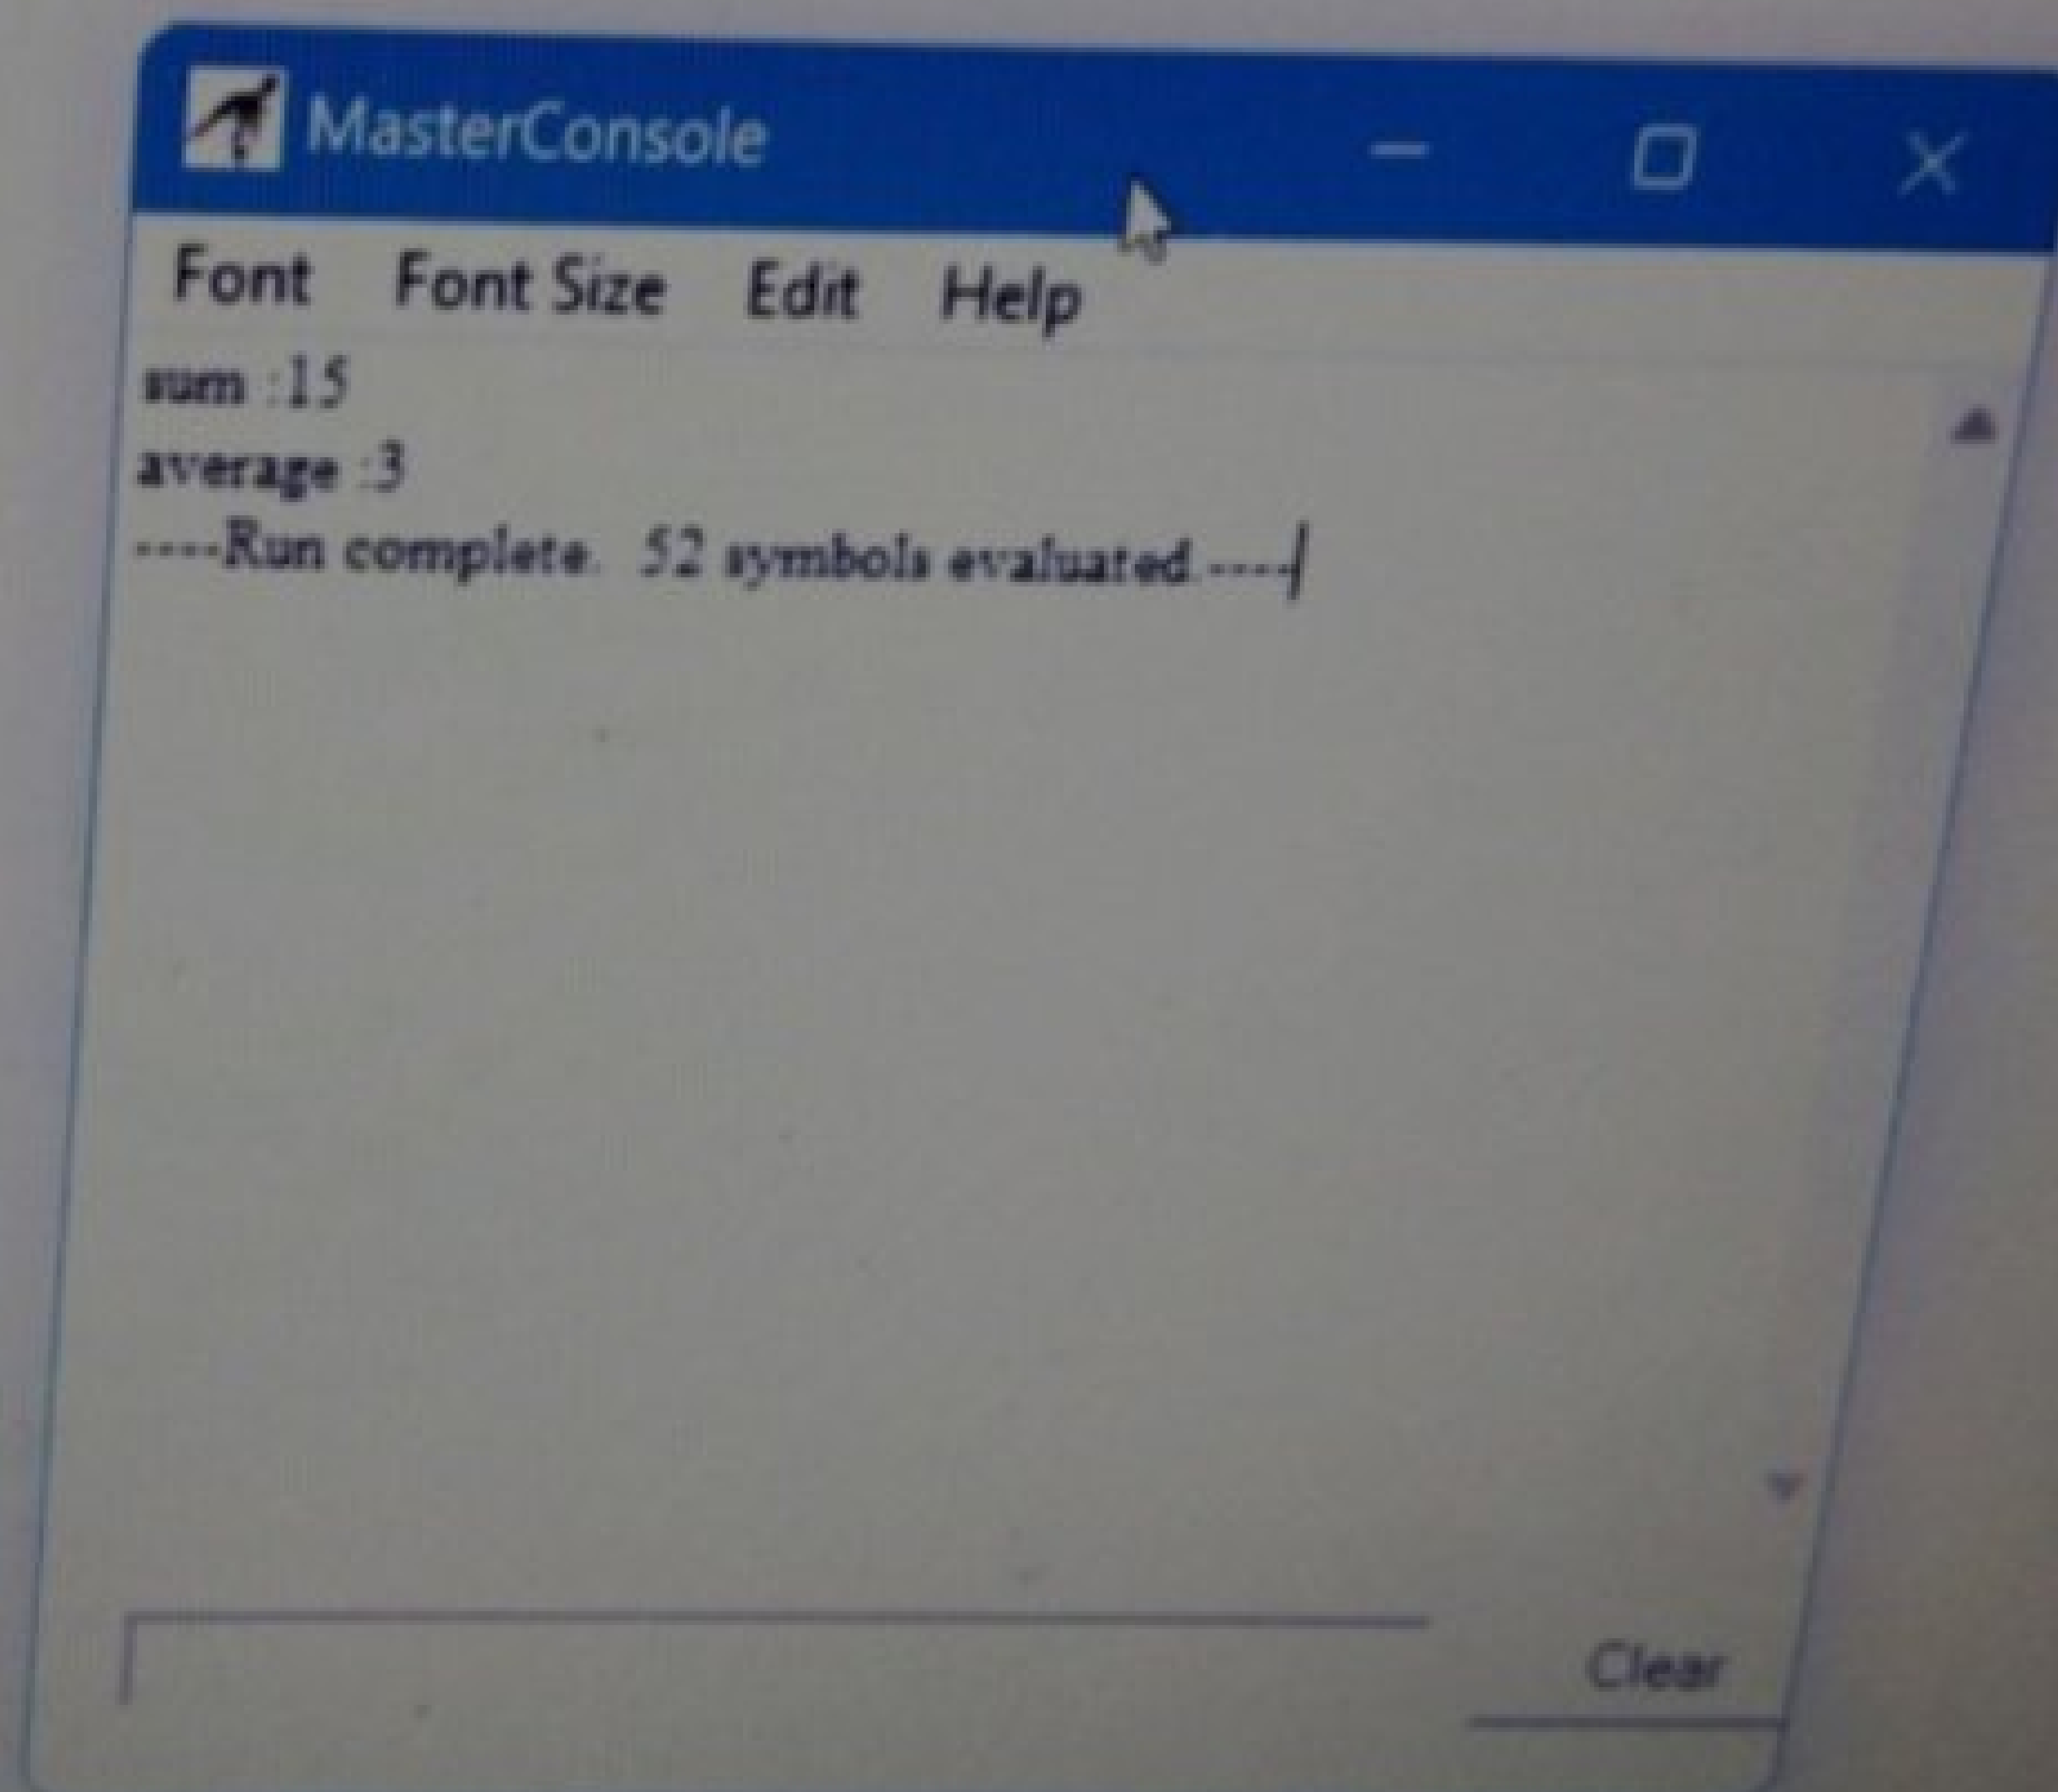 MasterConsole
Font Font Size Edit Help
sum :15
average :3
----Run complete.  52 symbols evaluated.----
Clear